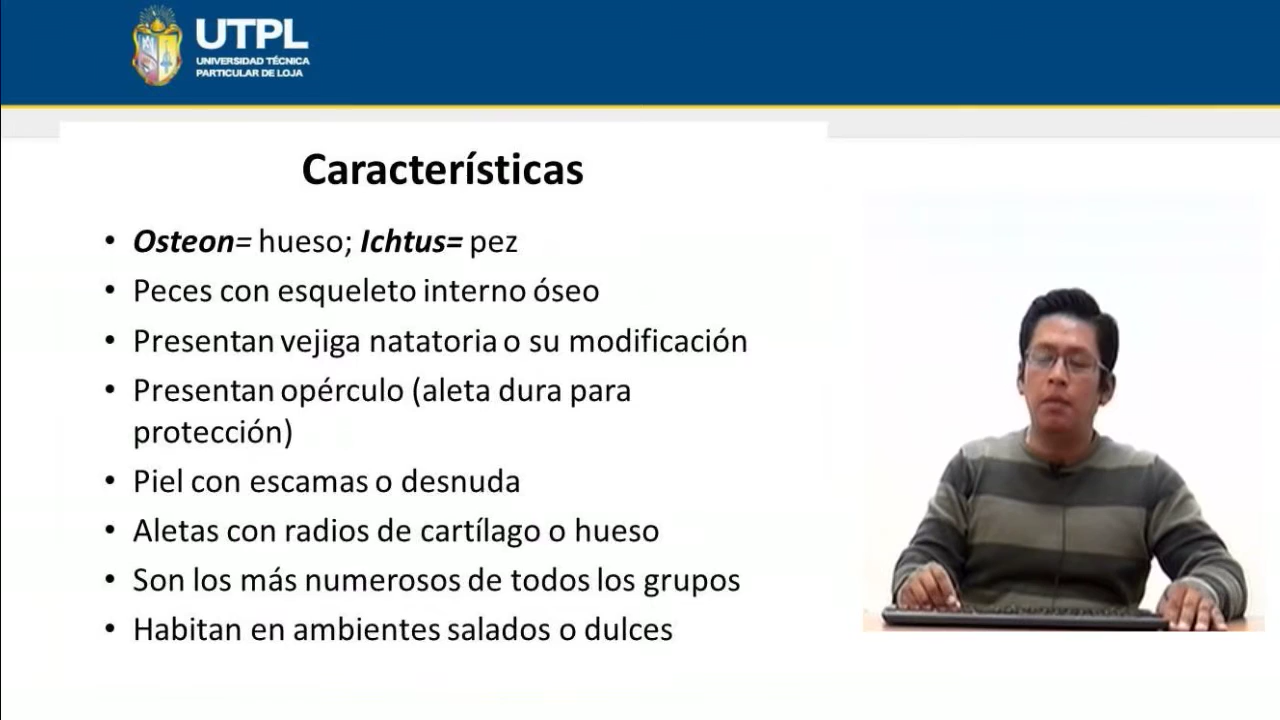 UTPL
UNIVERSIDAD TÉCNICA
PARTICULAR DE LOJA
Características
• Osteon= hueso; Ichtus= pez
• Peces con esqueleto interno óseo
• Presentan vejiga natatoria o su modificación
• Presentan opérculo (aleta dura para
protección)
• Piel con escamas o desnuda
• Aletas con radios de cartílago o hueso
• Son los más numerosos de todos los grupos
• Habitan en ambientes salados o dulces